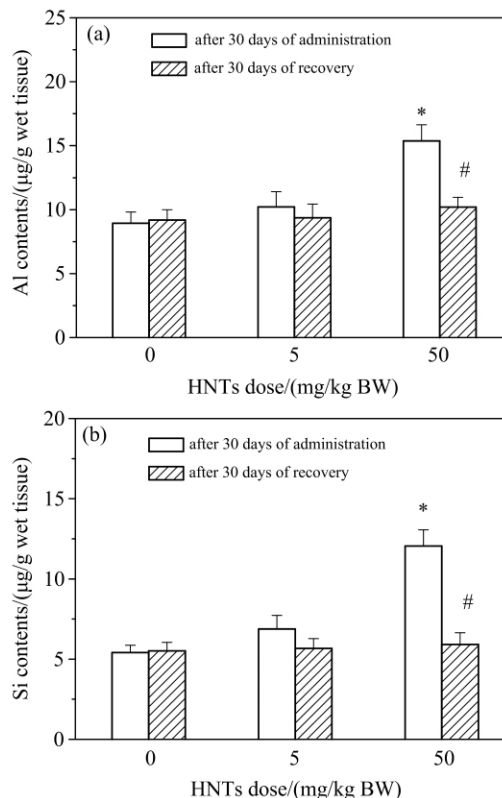 (a)
after 30 days of administration
after 30 days of recovery
25
20
15
10
5
0
*
#
Al contents/(μg/g wet tissue)
0 5 50
HNTs dose/(mg/kg BW)
(b)
after 30 days of administration
after 30 days of recovery
20
15
10
5
0
*
#
Si contents/(μg/g wet tissue)
0 5 50
HNTs dose/(mg/kg BW)